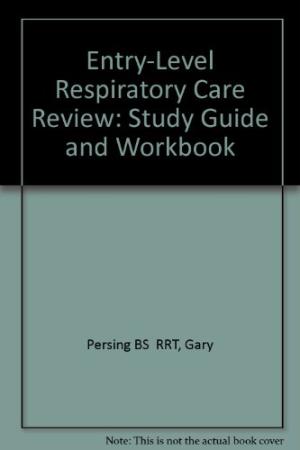 Entry-Level
Respiratory Care
Review: Study Guide
and Workbook
Persing BS  RRT, Gary
Note: This is not the actual book cover